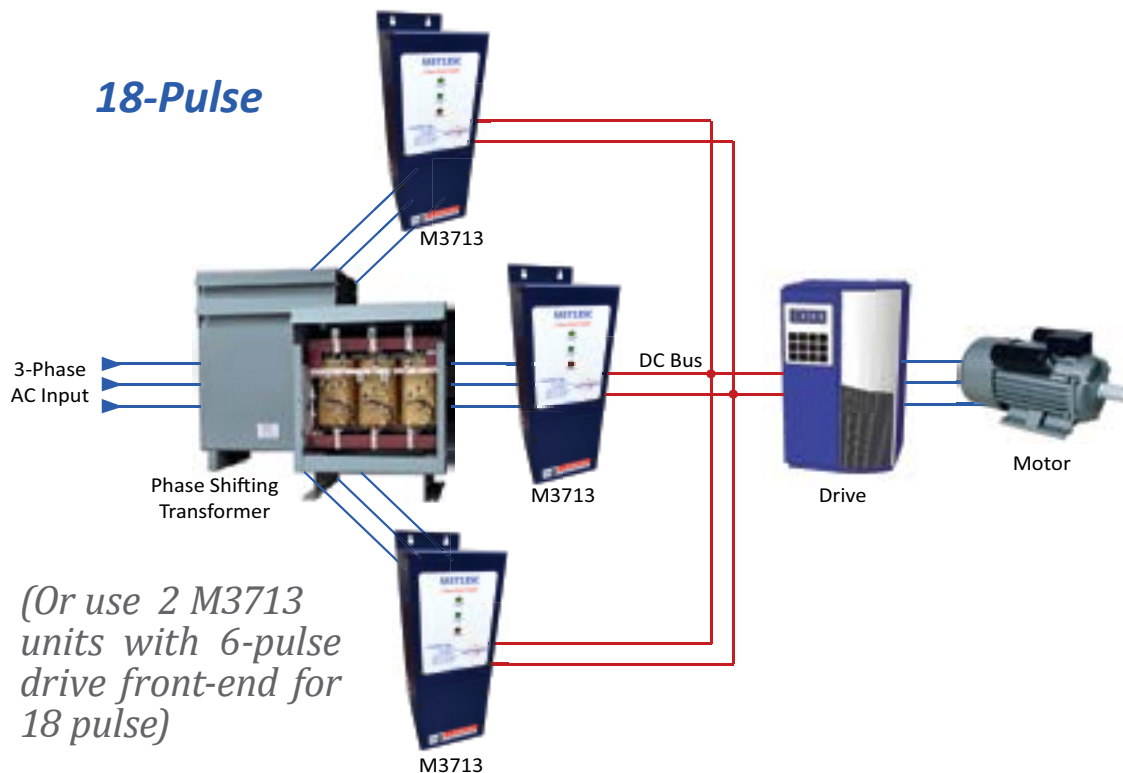 18-Pulse
M3713
3-Phase
AC Input
DC Bus
M3713
Phase Shifting
Transformer
Drive
Motor
(Or use 2 M3713
units with 6-pulse
drive front-end for
18 pulse)
M3713